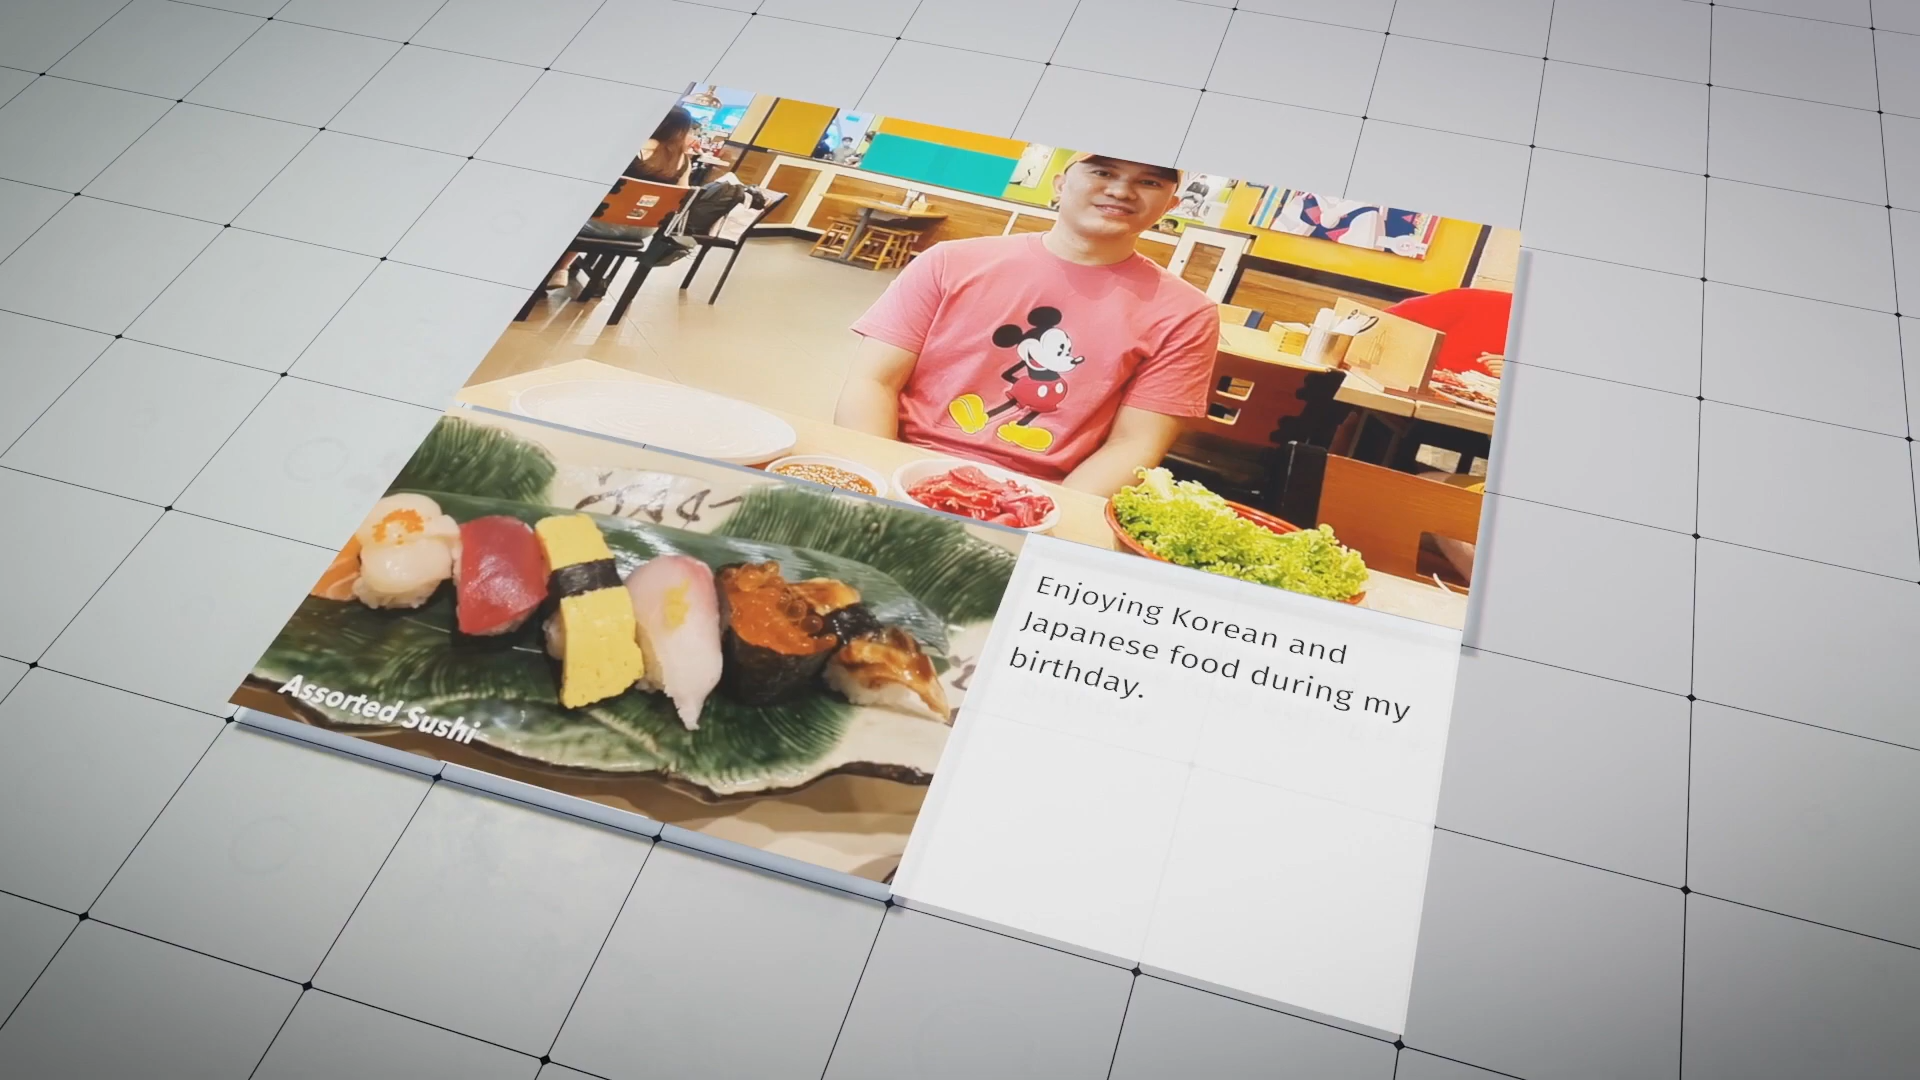 Enjoying Korean and
Japanese food during my
birthday.
Assorted Sushi